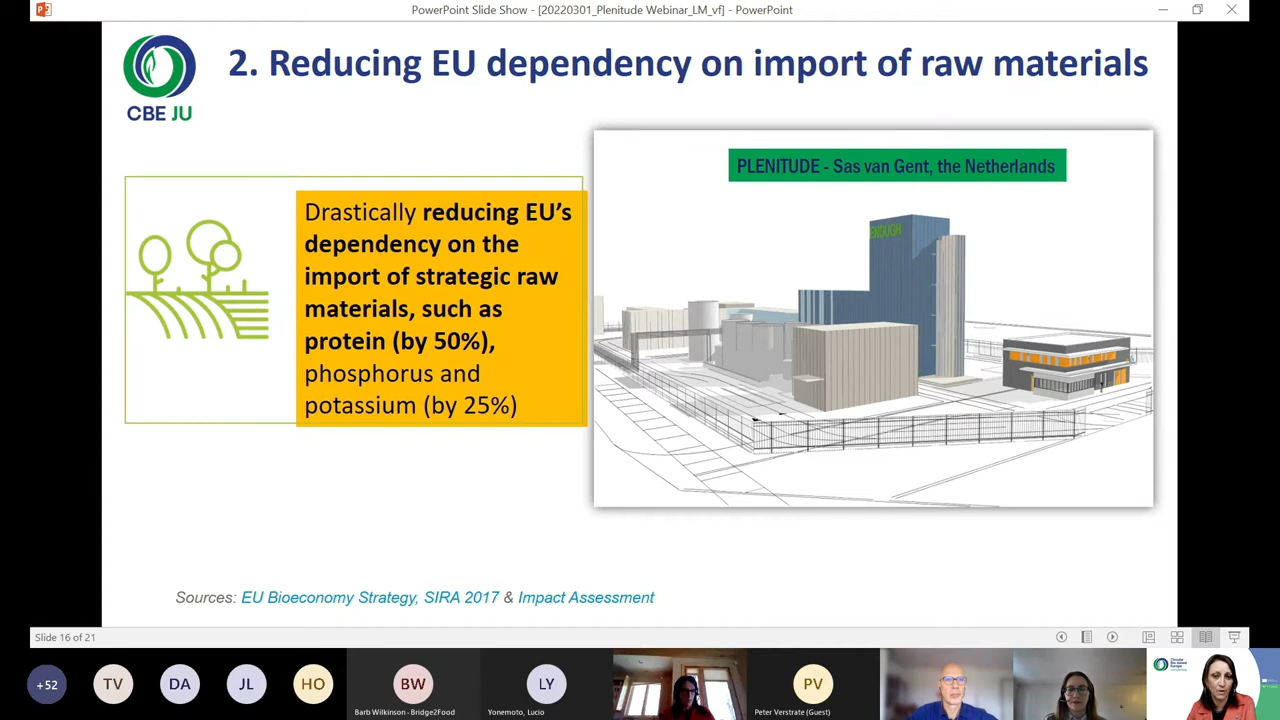 PowerPoint Slide Show - [20220301_Plenitude Webinar_LM_vf] - PowerPoint
CBE JU
2. Reducing EU dependency on import of raw materials
Drastically reducing EU’s
dependency on the
import of strategic raw
materials, such as
protein (by 50%),
phosphorus and
potassium (by 25%)
PLENITUDE - Sas van Gent, the Netherlands
ENOUGH
Sources: EU Bioeconomy Strategy, SIRA 2017 & Impact Assessment
Slide 16 of 21
+52
TV
DA
JL
HO
BW
Barb Wilkinson - Bridge2Food
LY
Yonemoto, Lucio
PV
Peter Verstrate (Guest)